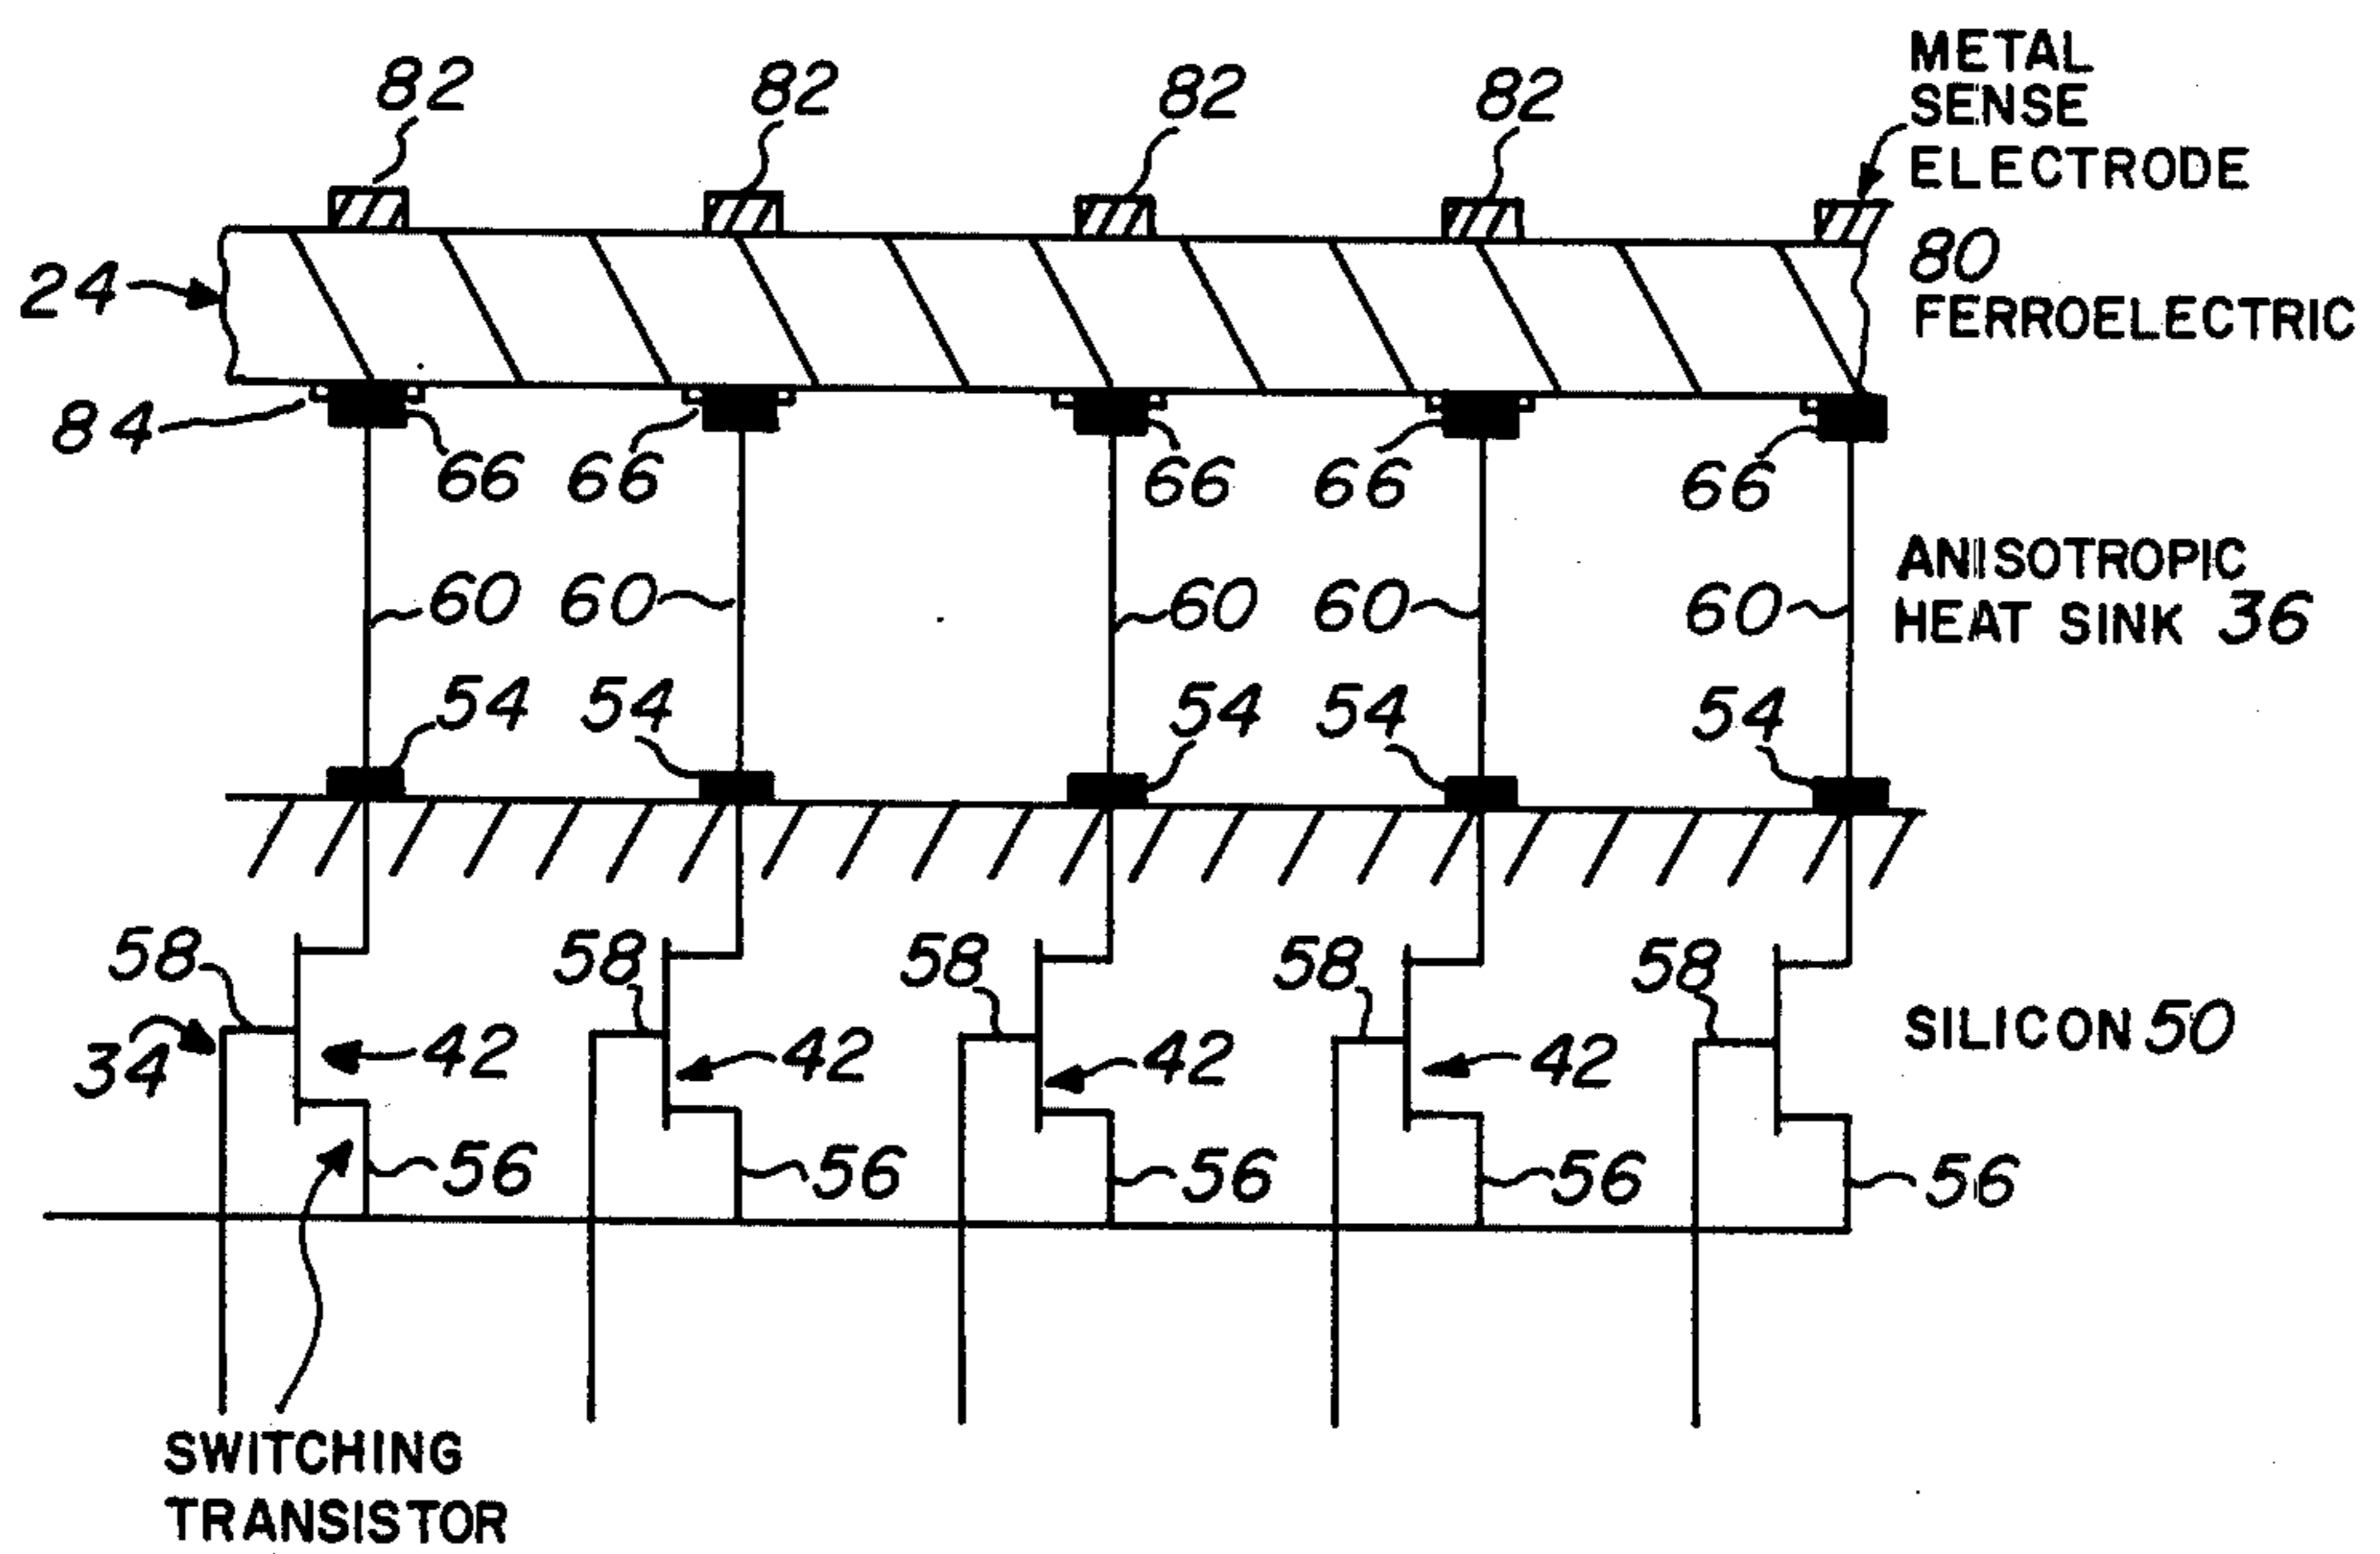 82 82 82 82 METAL
SENSE
ELECTRODE
80
FERROELECTRIC
24
84
66 66 66 66 66
ANISOTROPIC
HEAT SINK 36
60 60 60 60 60
54 54 54 54 54
58 58 58 58 58
34 42 42 42 42
SILICON 50
56 56 56 56 56
SWITCHING
TRANSISTOR